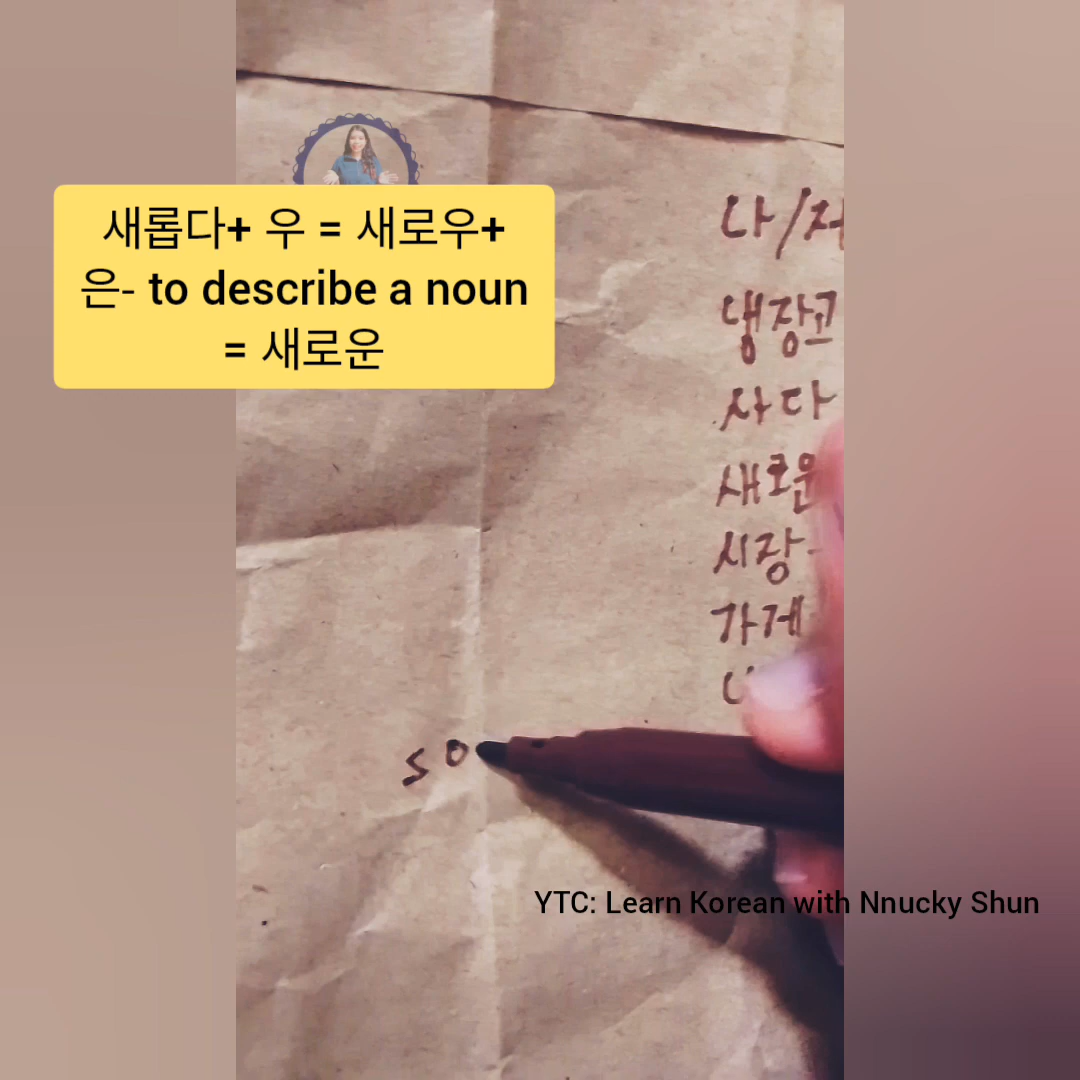 새롭다+ 우 = 새로우+
은- to describe a noun
= 새로운
나/저
냉장고
사다
새로운
시장-
가게
so
YTC: Learn Korean with Nnucky Shun